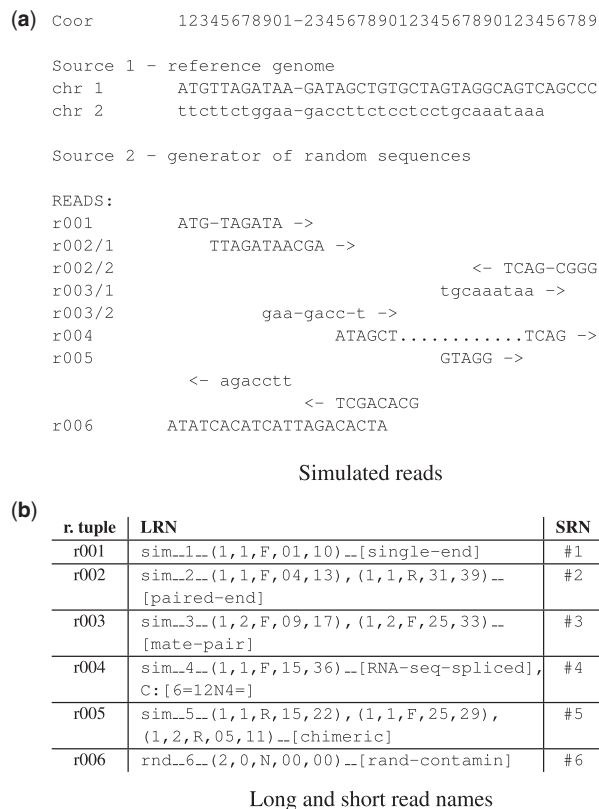 (a) Coor 12345678901-2345678901234567890123456789
Source 1 - reference genome
chr 1 ATGTTAGATAA-GATAGCTGTGCTAGTAGGCAGTCAGCCC
chr 2 ttcttctggaa-gaccttctcctcctgcaaataaa
Source 2 - generator of random sequences
READS:
r001 ATG-TAGATA ->
r002/1 TTAGATAACGA ->
r002/2 <- TCAG-CGGG
r003/1 tgcaaataa ->
r003/2 gaa-gacc-t ->
r004 ATAGCT............TCAG ->
r005 GTAGG ->
<- agacctt
<- TCGACACG
r006 ATATCACATCATTAGACACTA
Simulated reads
(b)
r. tuple LRN SRN
r001 sim__1__(1,1,F,01,10)__[single-end] #1
r002 sim__2__(1,1,F,04,13),(1,1,R,31,39)__ #2
[paired-end]
r003 sim__3__(1,2,F,09,17),(1,2,F,25,33)__ #3
[mate-pair]
r004 sim__4__(1,1,F,15,36)__[RNA-seq-spliced], #4
C:[6=12N4=]
r005 sim__5__(1,1,R,15,22),(1,1,F,25,29), #5
(1,2,R,05,11)__[chimeric]
r006 rnd__6__(2,0,N,00,00)__[rand-contamin] #6
Long and short read names